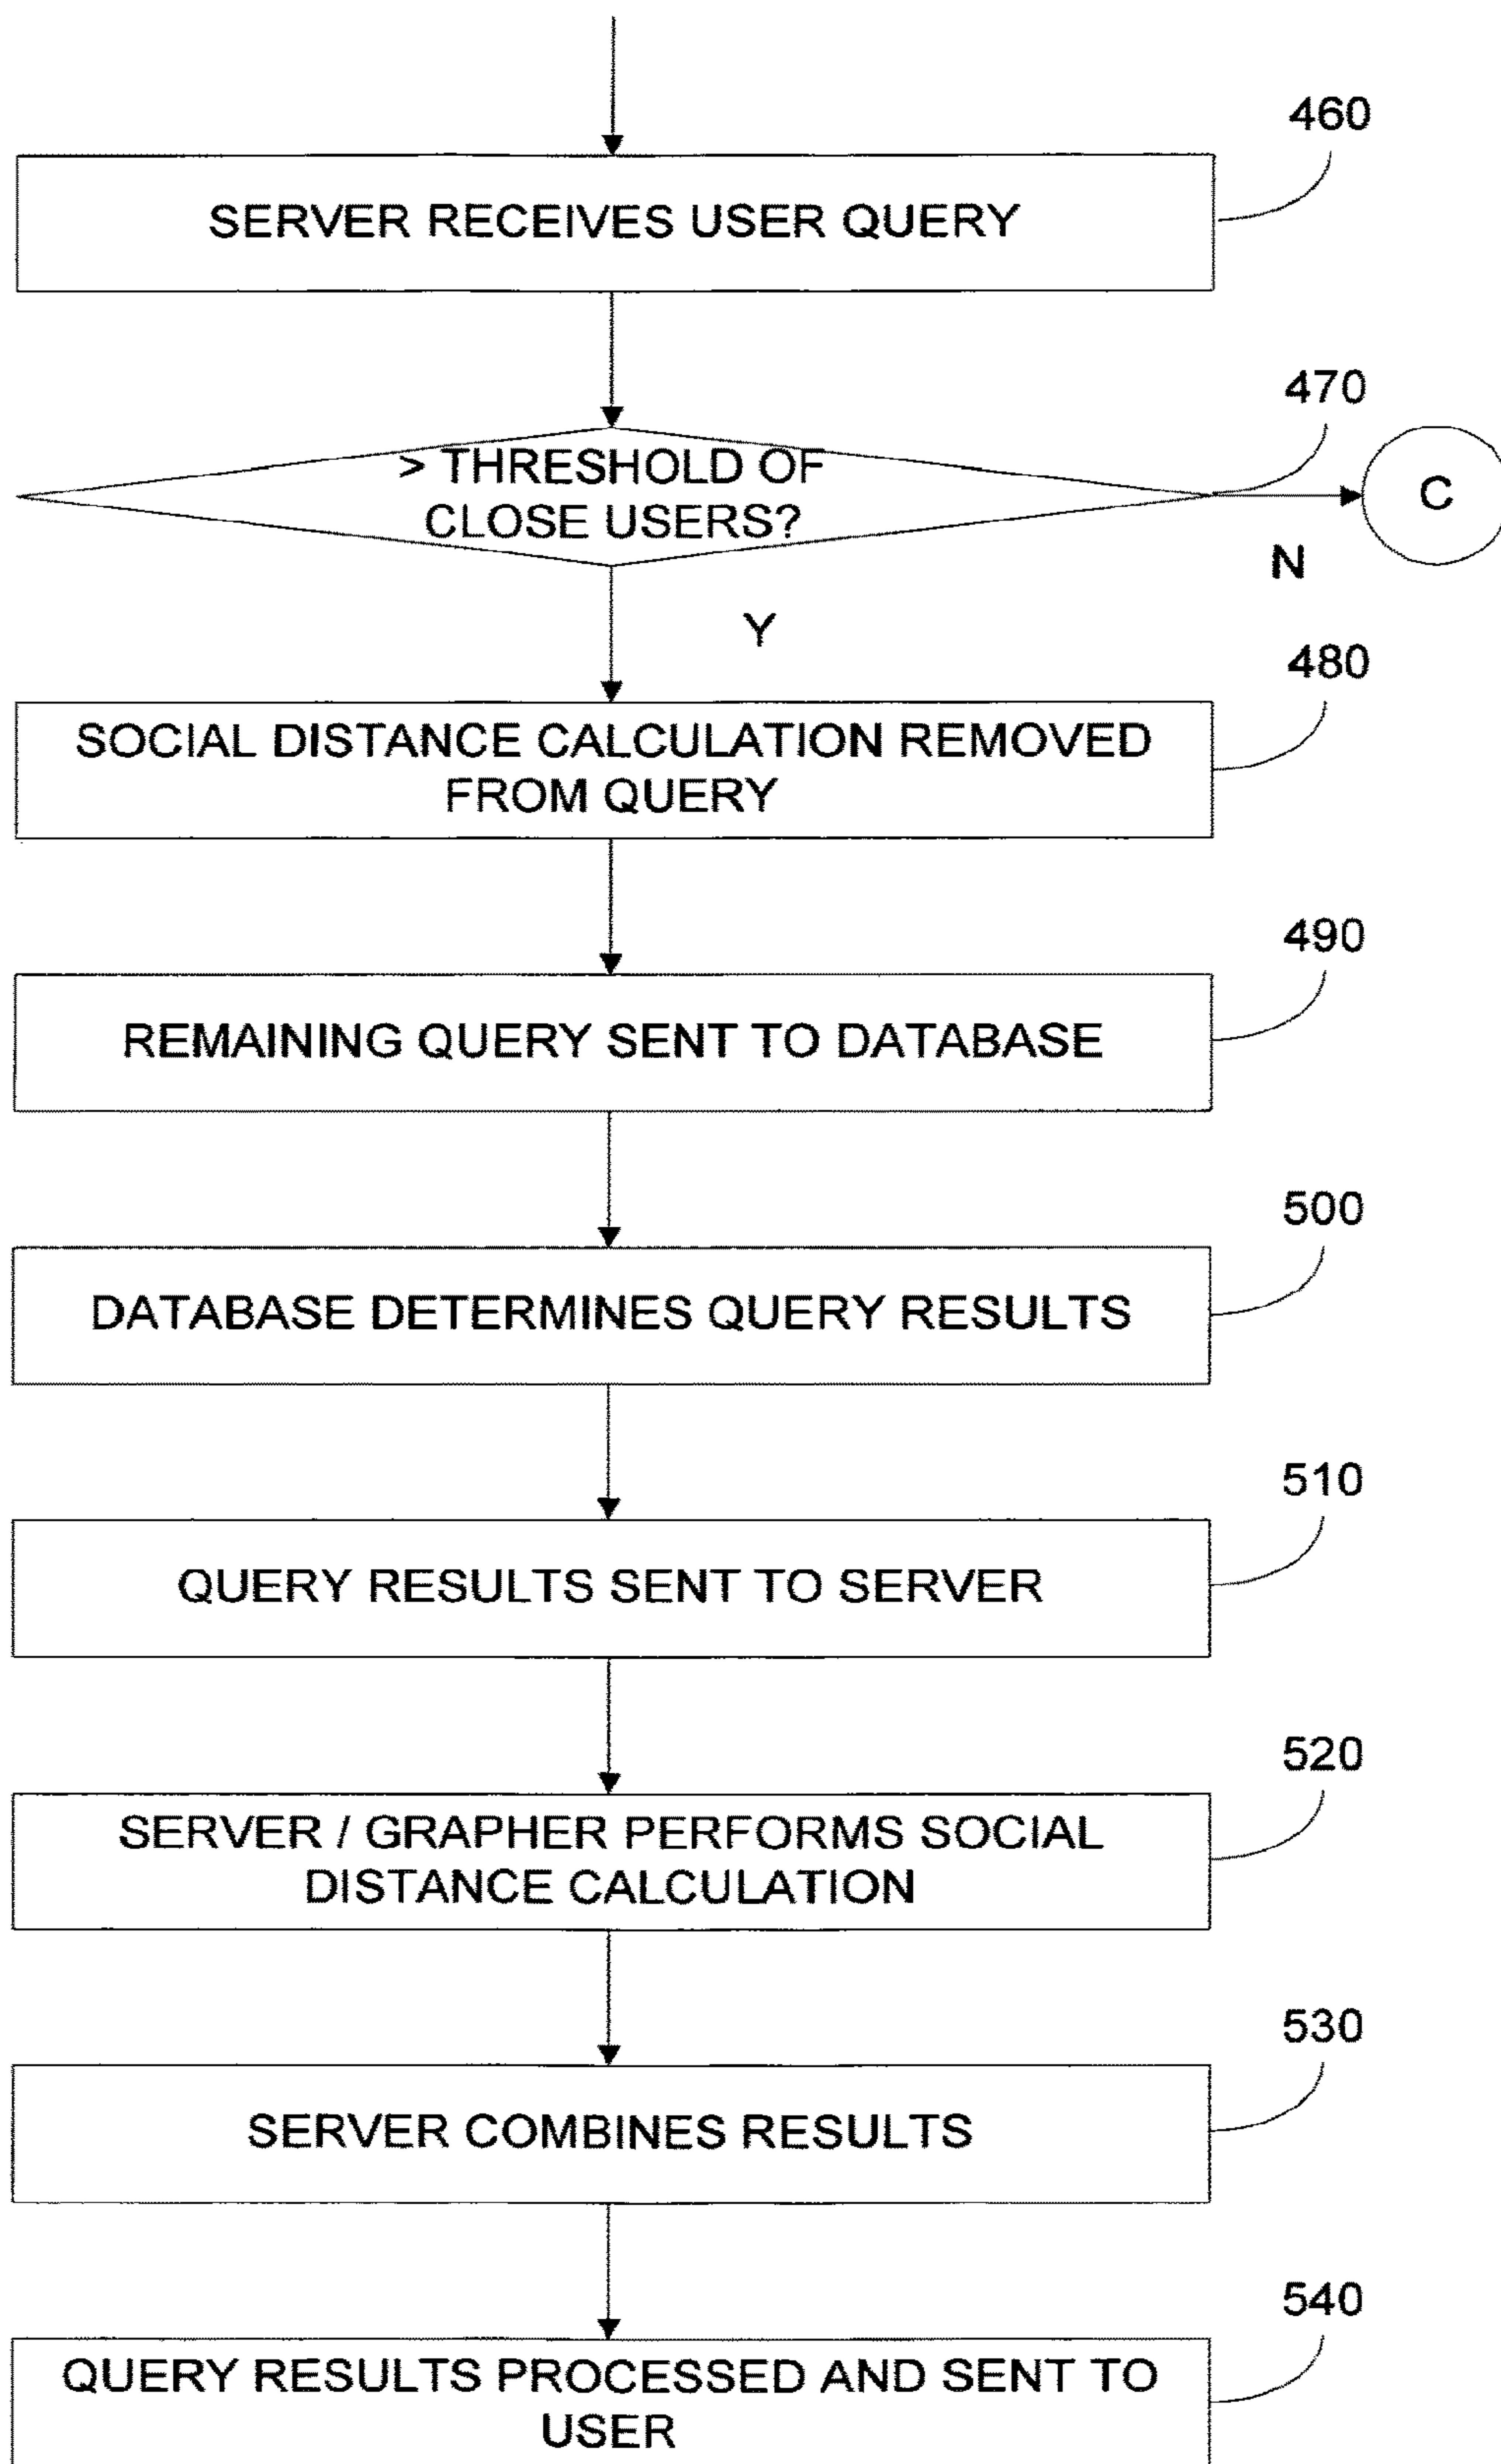 460
SERVER RECEIVES USER QUERY
470
> THRESHOLD OF
CLOSE USERS?
C
N
Y
480
SOCIAL DISTANCE CALCULATION REMOVED
FROM QUERY
490
REMAINING QUERY SENT TO DATABASE
500
DATABASE DETERMINES QUERY RESULTS
510
QUERY RESULTS SENT TO SERVER
520
SERVER / GRAPHER PERFORMS SOCIAL
DISTANCE CALCULATION
530
SERVER COMBINES RESULTS
540
QUERY RESULTS PROCESSED AND SENT TO
USER